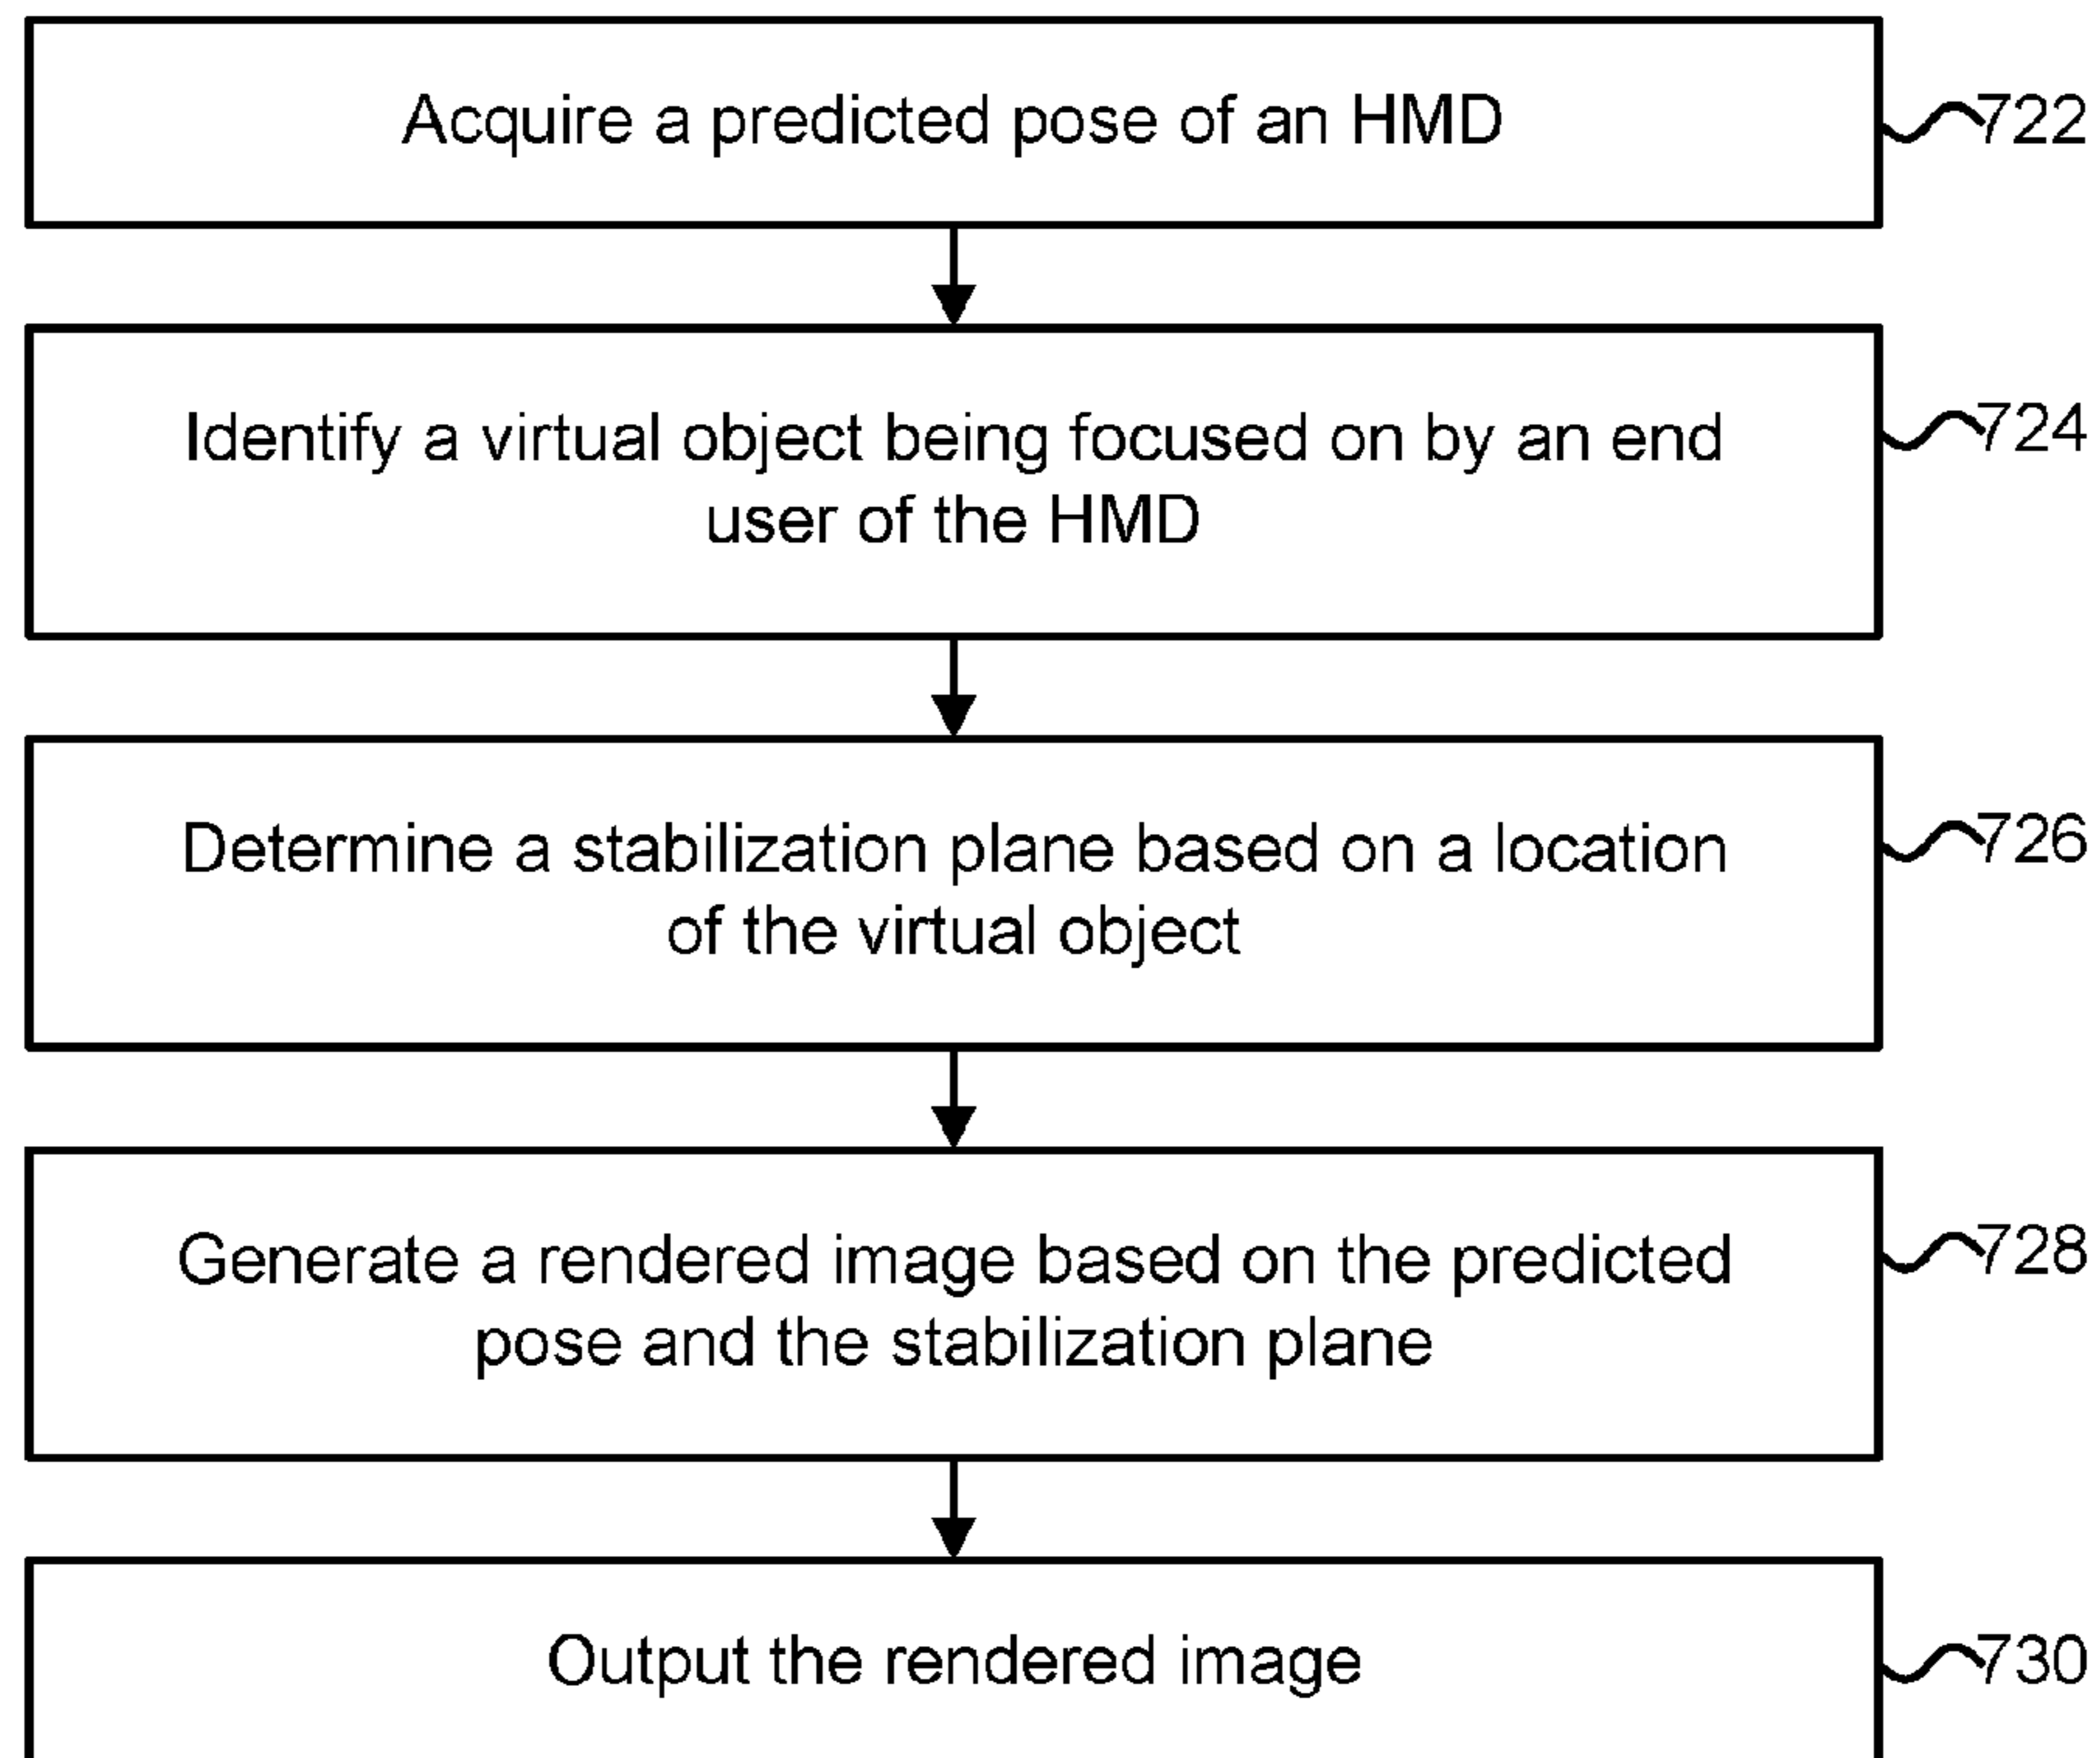 Acquire a predicted pose of an HMD
722
Identify a virtual object being focused on by an end
user of the HMD
724
Determine a stabilization plane based on a location
of the virtual object
726
Generate a rendered image based on the predicted
pose and the stabilization plane
728
Output the rendered image
730